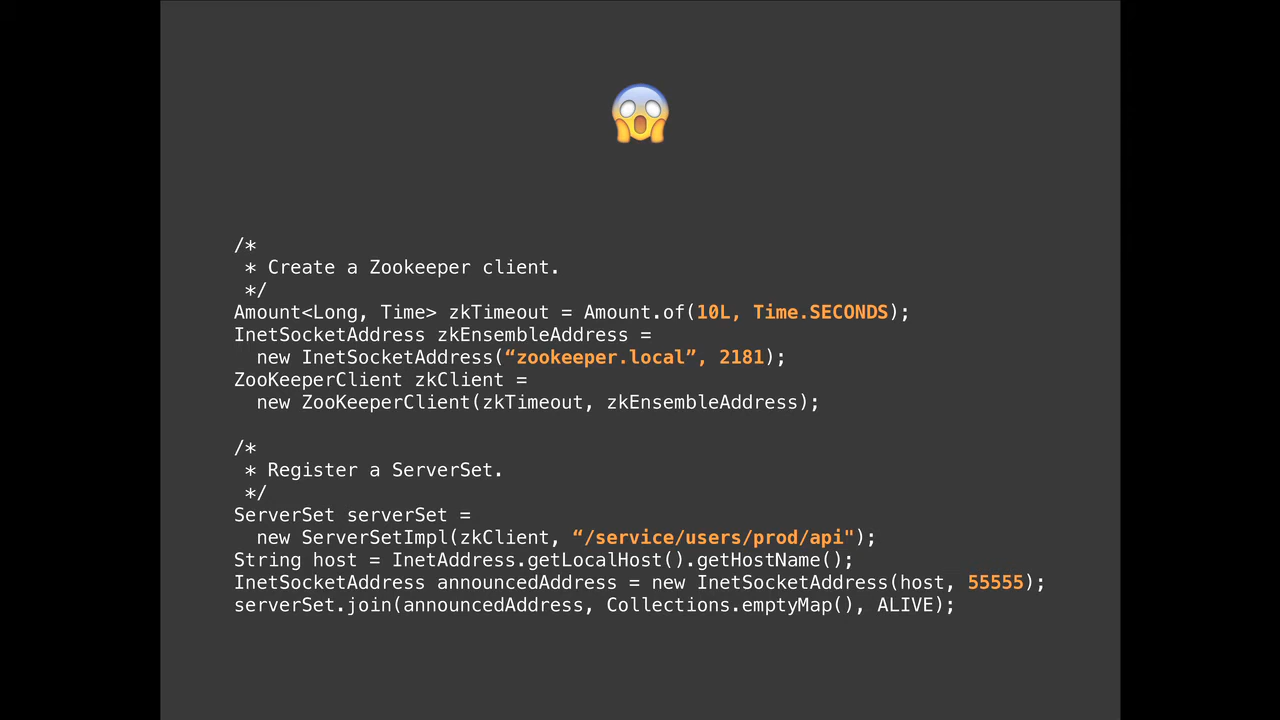 /*
 * Create a Zookeeper client.
 */
Amount<Long, Time> zkTimeout = Amount.of(10L, Time.SECONDS);
InetSocketAddress zkEnsembleAddress =
  new InetSocketAddress(“zookeeper.local”, 2181);
ZooKeeperClient zkClient =
  new ZooKeeperClient(zkTimeout, zkEnsembleAddress);
/*
 * Register a ServerSet.
 */
ServerSet serverSet =
  new ServerSetImpl(zkClient, “/service/users/prod/api");
String host = InetAddress.getLocalHost().getHostName();
InetSocketAddress announcedAddress = new InetSocketAddress(host, 55555);
serverSet.join(announcedAddress, Collections.emptyMap(), ALIVE);